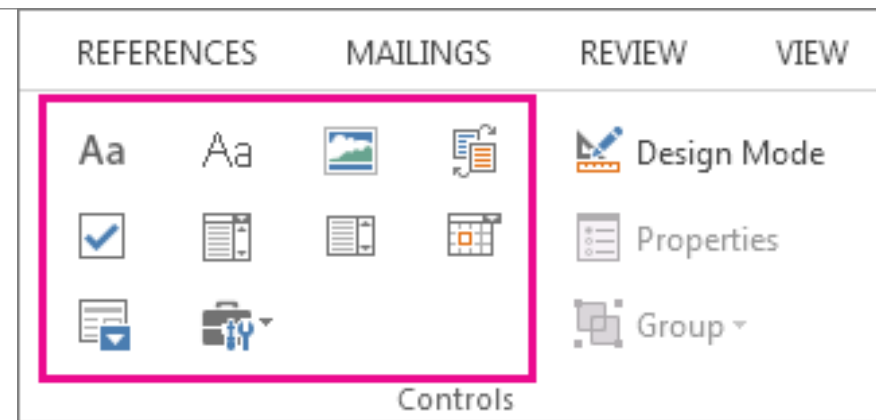 REFERENCES MAILINGS REVIEW VIEW
Aa Aa Design Mode
Properties
Group
Controls